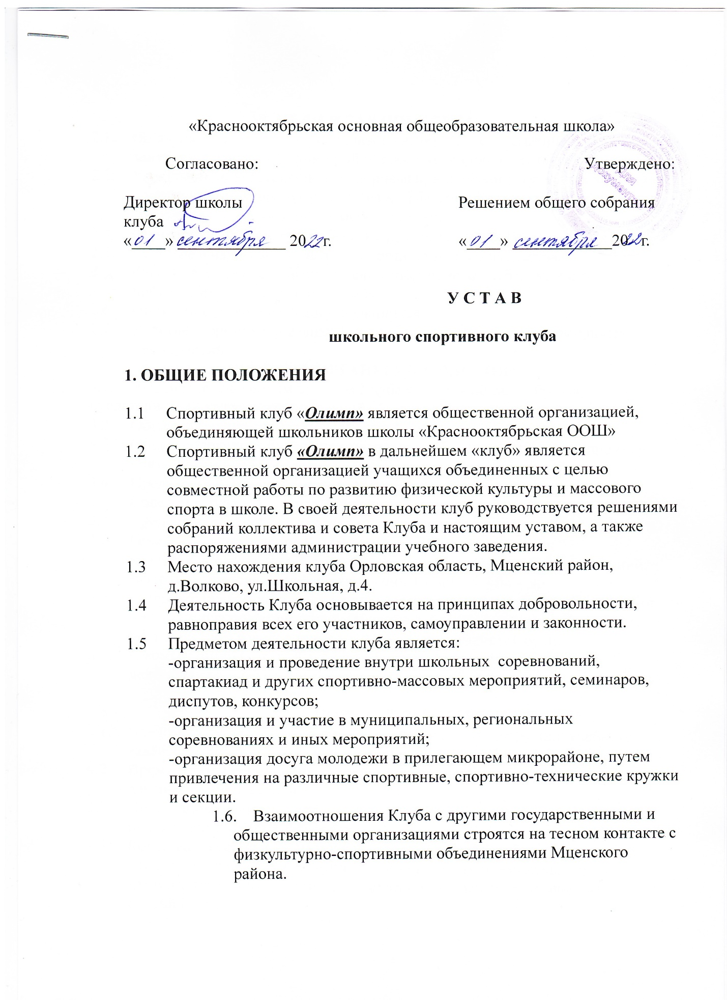 «Краснооктябрьская основная общеобразовательная школа»
Согласовано: Утверждено:
Для
документов
Директор школы Решением общего собрания
клуба
«01» сентября 2022 г. «01» сентября 2022 г.
У С Т А В
школьного спортивного клуба
1. ОБЩИЕ ПОЛОЖЕНИЯ
1.1 Спортивный клуб «Олимп» является общественной организацией,
объединяющей школьников школы «Краснооктябрьская ООШ»
1.2 Спортивный клуб «Олимп» в дальнейшем «клуб» является
общественной организацией учащихся объединенных с целью
совместной работы по развитию физической культуры и массового
спорта в школе. В своей деятельности клуб руководствуется решениями
собраний коллектива и совета Клуба и настоящим уставом, а также
распоряжениями администрации учебного заведения.
1.3 Место нахождения клуба Орловская область, Мценский район,
д.Волково, ул.Школьная, д.4.
1.4 Деятельность Клуба основывается на принципах добровольности,
равноправия всех его участников, самоуправлении и законности.
1.5 Предметом деятельности клуба является:
-организация и проведение внутри школьных соревнований,
спартакиад и других спортивно-массовых мероприятий, семинаров,
диспутов, конкурсов;
-организация и участие в муниципальных, региональных
соревнованиях и иных мероприятий;
-организация досуга молодежи в прилегающем микрорайоне, путем
привлечения на различные спортивные, спортивно-технические кружки
и секции.
1.6. Взаимоотношения Клуба с другими государственными и
общественными организациями строятся на тесном контакте с
физкультурно-спортивными объединениями Мценского
района.